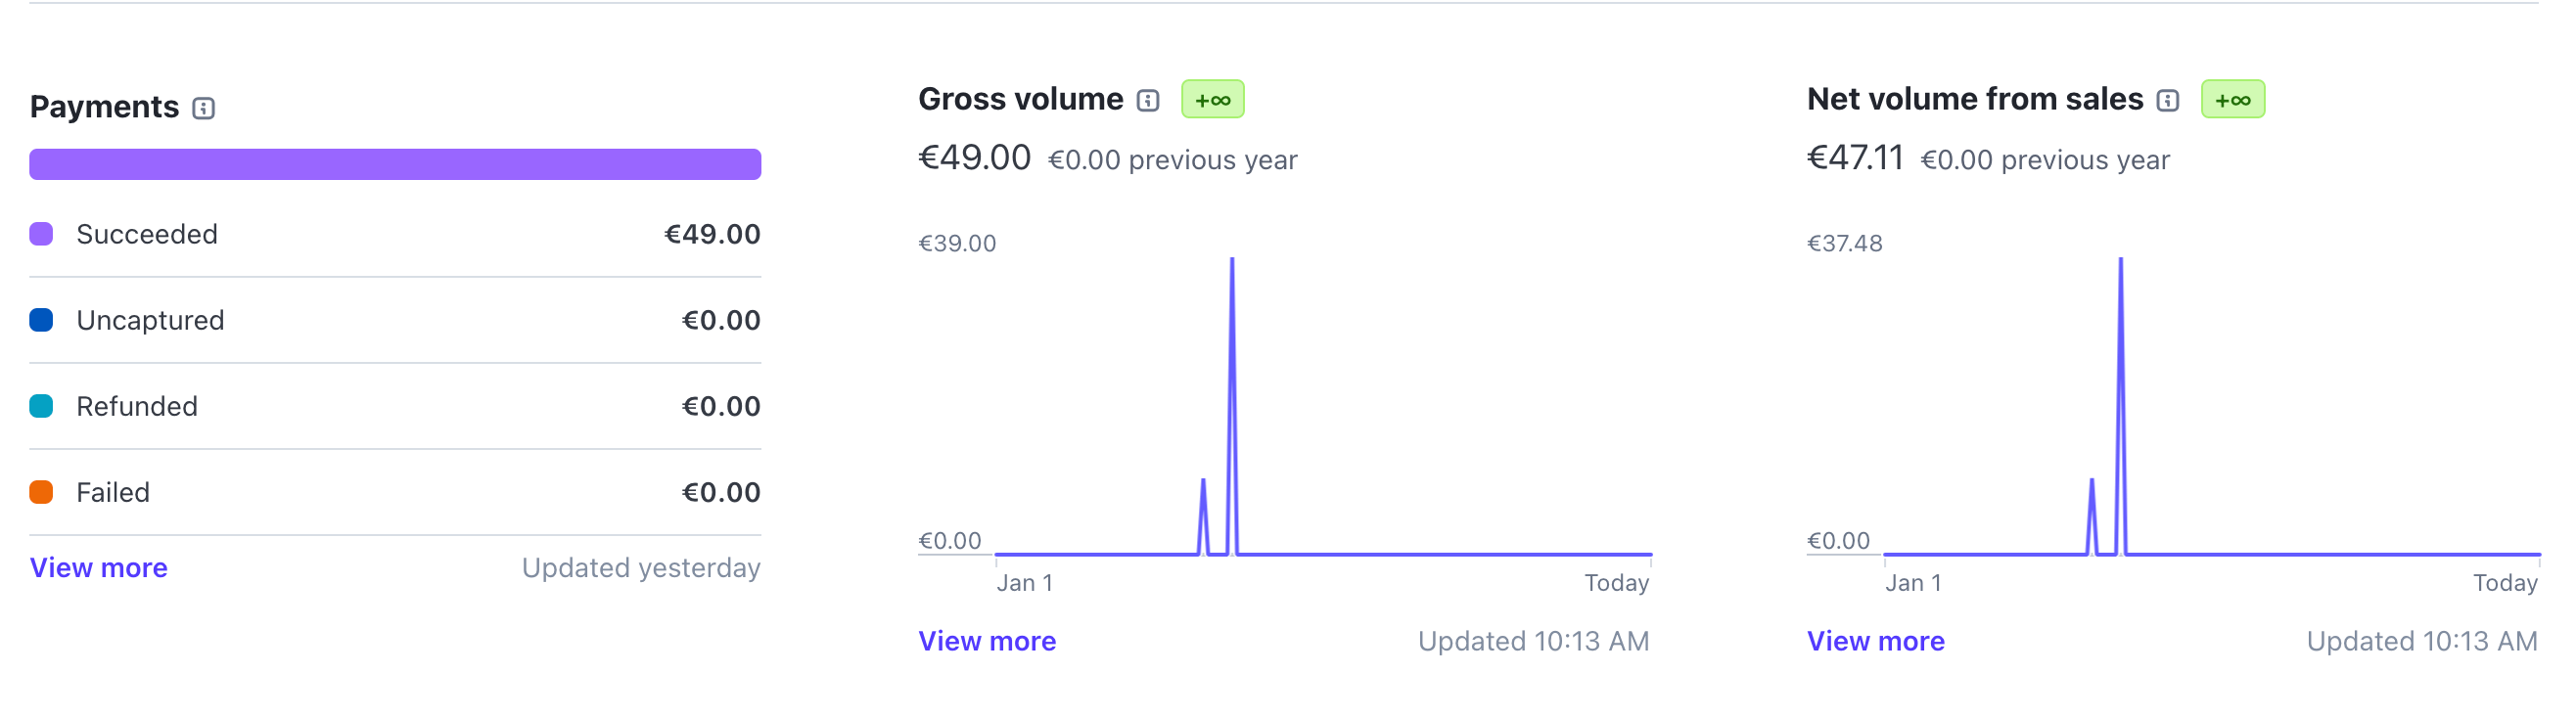 Payments
Succeeded €49.00
Uncaptured €0.00
Refunded €0.00
Failed €0.00
View more Updated yesterday
Gross volume +∞
€49.00 €0.00 previous year
€39.00
€0.00
Jan 1 Today
View more Updated 10:13 AM
Net volume from sales +∞
€47.11 €0.00 previous year
€37.48
€0.00
Jan 1 Today
View more Updated 10:13 AM